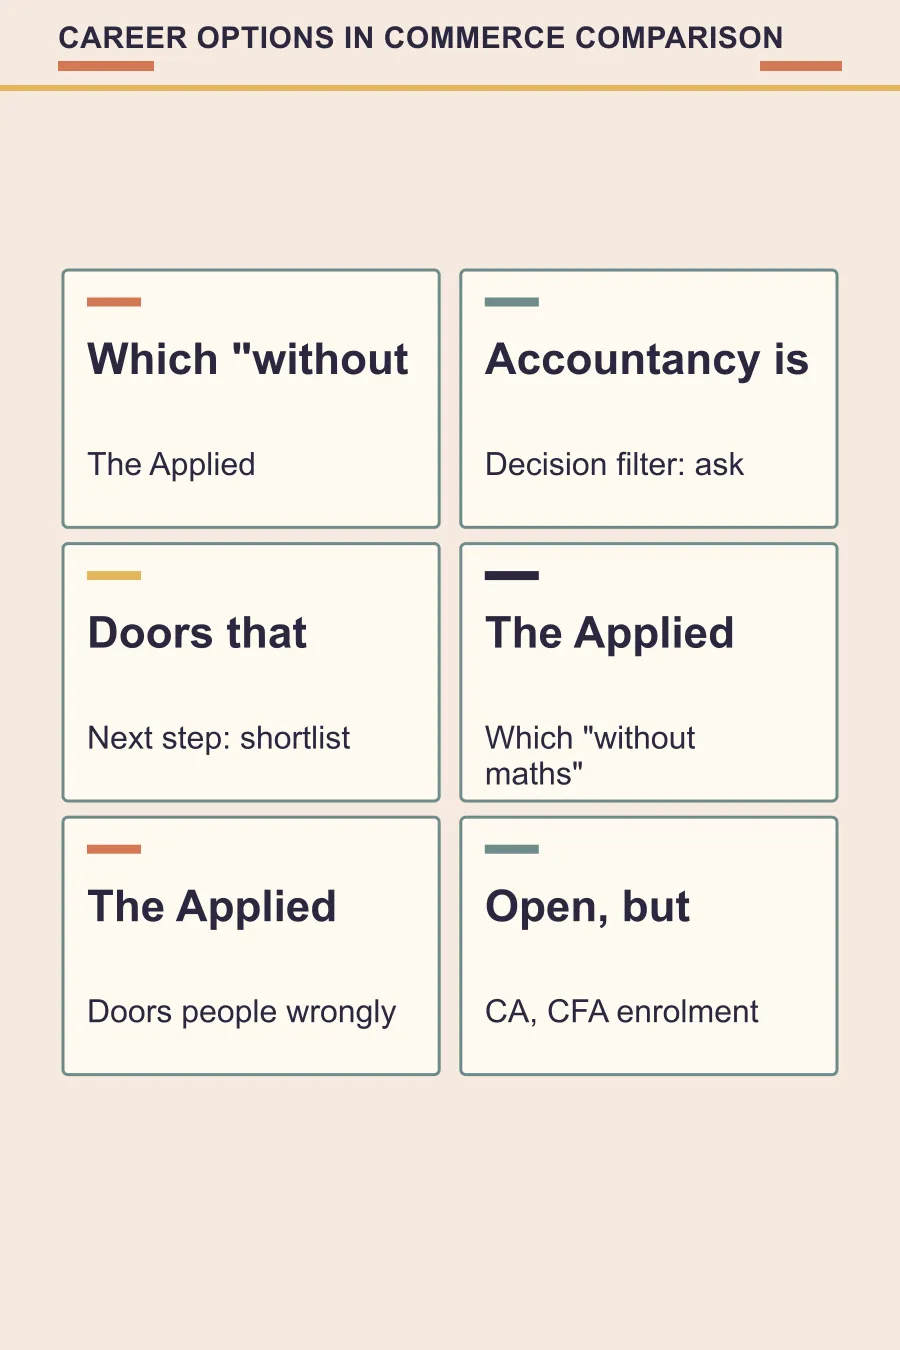 CAREER OPTIONS IN COMMERCE COMPARISON
Which "without
The Applied
Accountancy is
Decision filter: ask
Doors that
Next step: shortlist
The Applied
Which "without
maths"
The Applied
Doors people wrongly
Open, but
CA, CFA enrolment